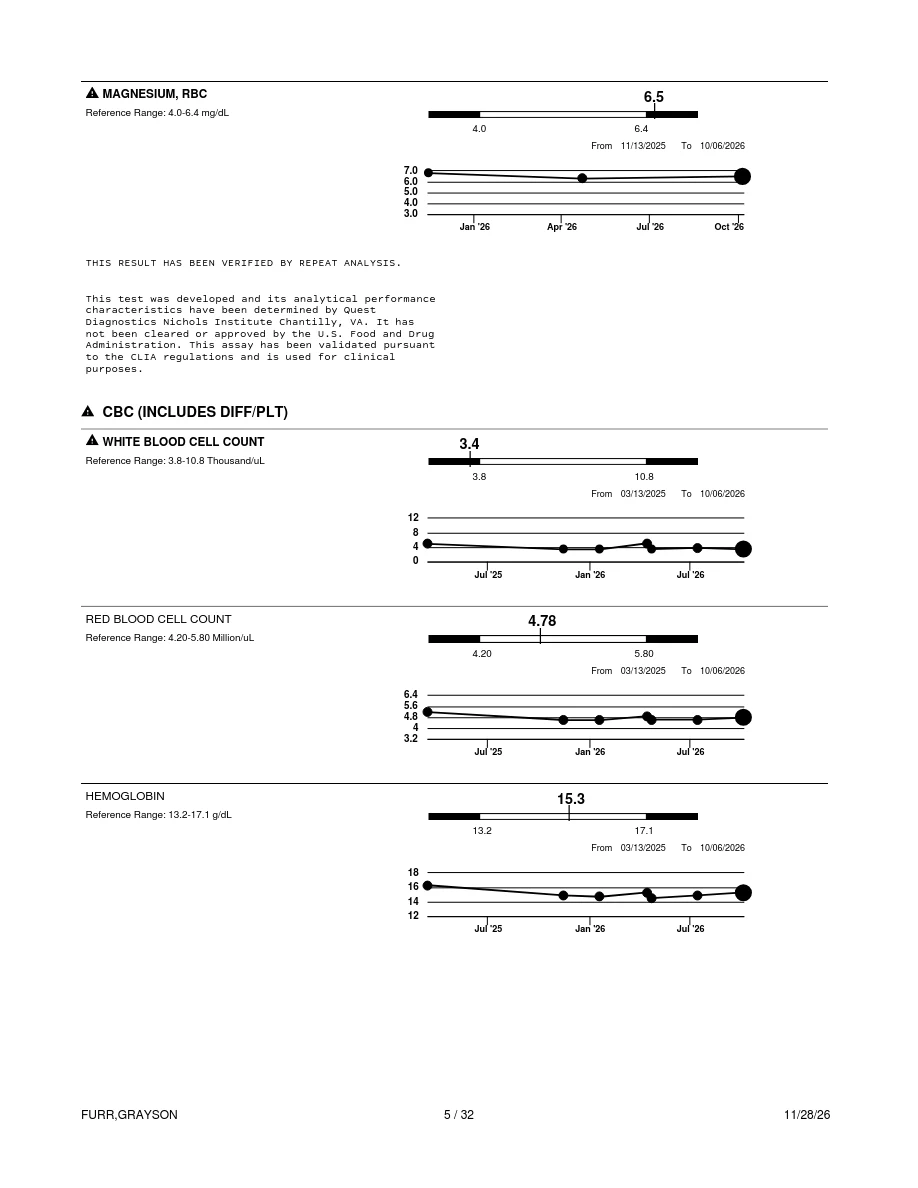 MAGNESIUM, RBC
6.5
Reference Range: 4.0-6.4 mg/dL
4.0 6.4
From 11/13/2025 To 10/06/2026
7.0
6.0
5.0
4.0
3.0
Jan '26 Apr '26 Jul '26 Oct '26
THIS RESULT HAS BEEN VERIFIED BY REPEAT ANALYSIS.
This test was developed and its analytical performance
characteristics have been determined by Quest
Diagnostics Nichols Institute Chantilly, VA. It has
not been cleared or approved by the U.S. Food and Drug
Administration. This assay has been validated pursuant
to the CLIA regulations and is used for clinical
purposes.
CBC (INCLUDES DIFF/PLT)
WHITE BLOOD CELL COUNT
3.4
Reference Range: 3.8-10.8 Thousand/uL
3.8 10.8
From 03/13/2025 To 10/06/2026
12
8
4
0
Jul '25 Jan '26 Jul '26
RED BLOOD CELL COUNT
4.78
Reference Range: 4.20-5.80 Million/uL
4.20 5.80
From 03/13/2025 To 10/06/2026
6.4
5.6
4.8
4
3.2
Jul '25 Jan '26 Jul '26
HEMOGLOBIN
15.3
Reference Range: 13.2-17.1 g/dL
13.2 17.1
From 03/13/2025 To 10/06/2026
18
16
14
12
Jul '25 Jan '26 Jul '26
FURR,GRAYSON 5 / 32 11/28/26